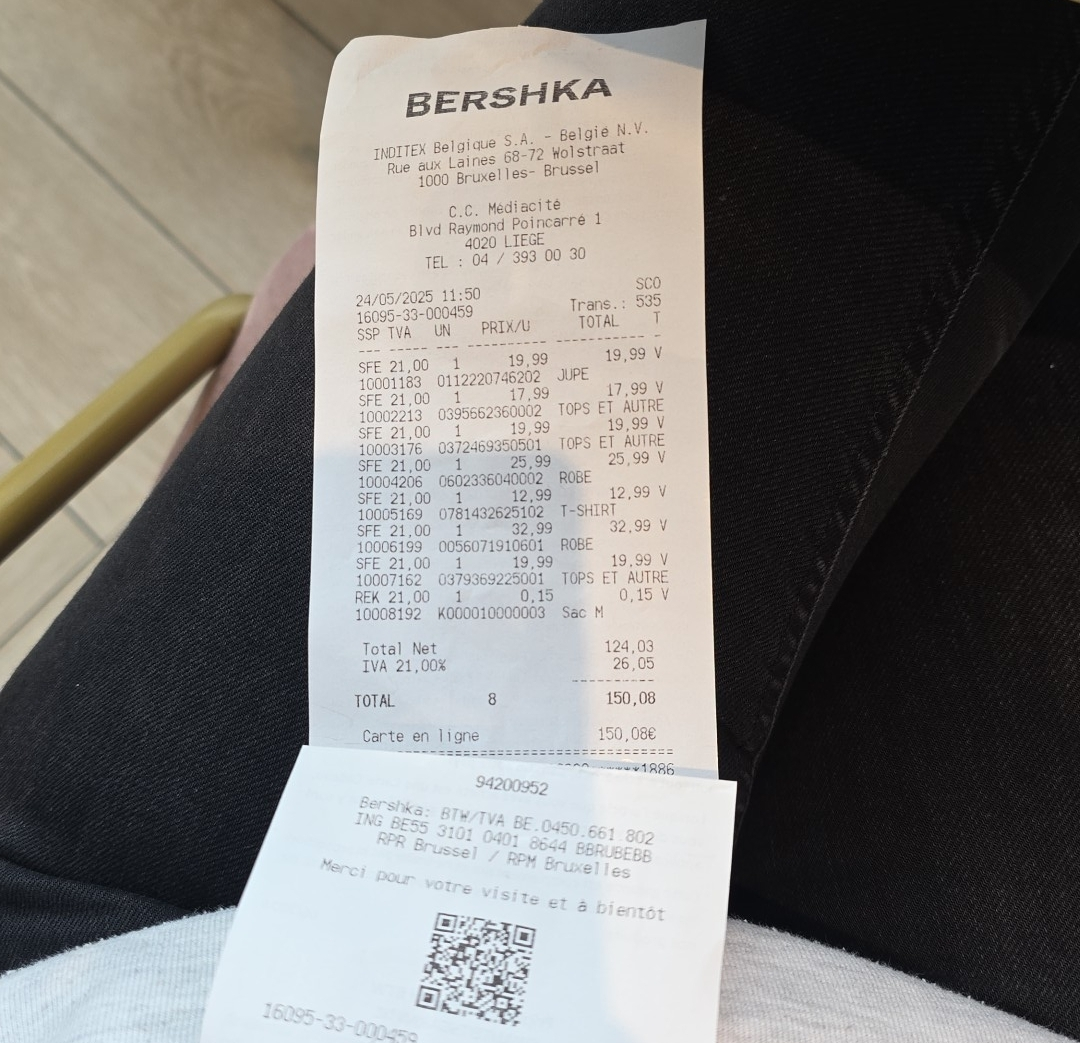 BERSHKA
INDITEX Belgique S.A. - België N.V.
Rue aux Laines 68-72 Wolstraat
1000 Bruxelles- Brussel
C.C. Médiacité
Blvd Raymond Poincarré 1
4020 LIEGE
TEL : 04 / 393 00 30
SCO
24/05/2025 11:50
Trans.: 535
16095-33-000459
SSP TVA UN PRIX/U TOTAL T
--- ----- --- ---------- ---------- -
SFE 21,00 1 19,99 19,99 V
10001183 0112220746202 JUPE
SFE 21,00 1 17,99 17,99 V
10002213 0395662360002 TOPS ET AUTRE
SFE 21,00 1 19,99 19,99 V
10003176 0372469350501 TOPS ET AUTRE
SFE 21,00 1 25,99 25,99 V
10004206 0602336040002 ROBE
SFE 21,00 1 12,99 12,99 V
10005169 0781432625102 T-SHIRT
SFE 21,00 1 32,99 32,99 V
10006199 0056071910601 ROBE
SFE 21,00 1 19,99 19,99 V
10007162 0379369225001 TOPS ET AUTRE
REK 21,00 1 0,15 0,15 V
10008192 K000010000003 Sac M
Total Net 124,03
IVA 21,00% 26,05
----------
TOTAL 8 150,08
Carte en ligne 150,08€
=====================================
*****1886
94200952
Bershka: BTW/TVA BE.0450.661 802
ING BE55 3101 0401 8644 BBRUBEBB
RPR Brussel / RPM Bruxelles
Merci pour votre visite et à bientôt
16095-33-000459